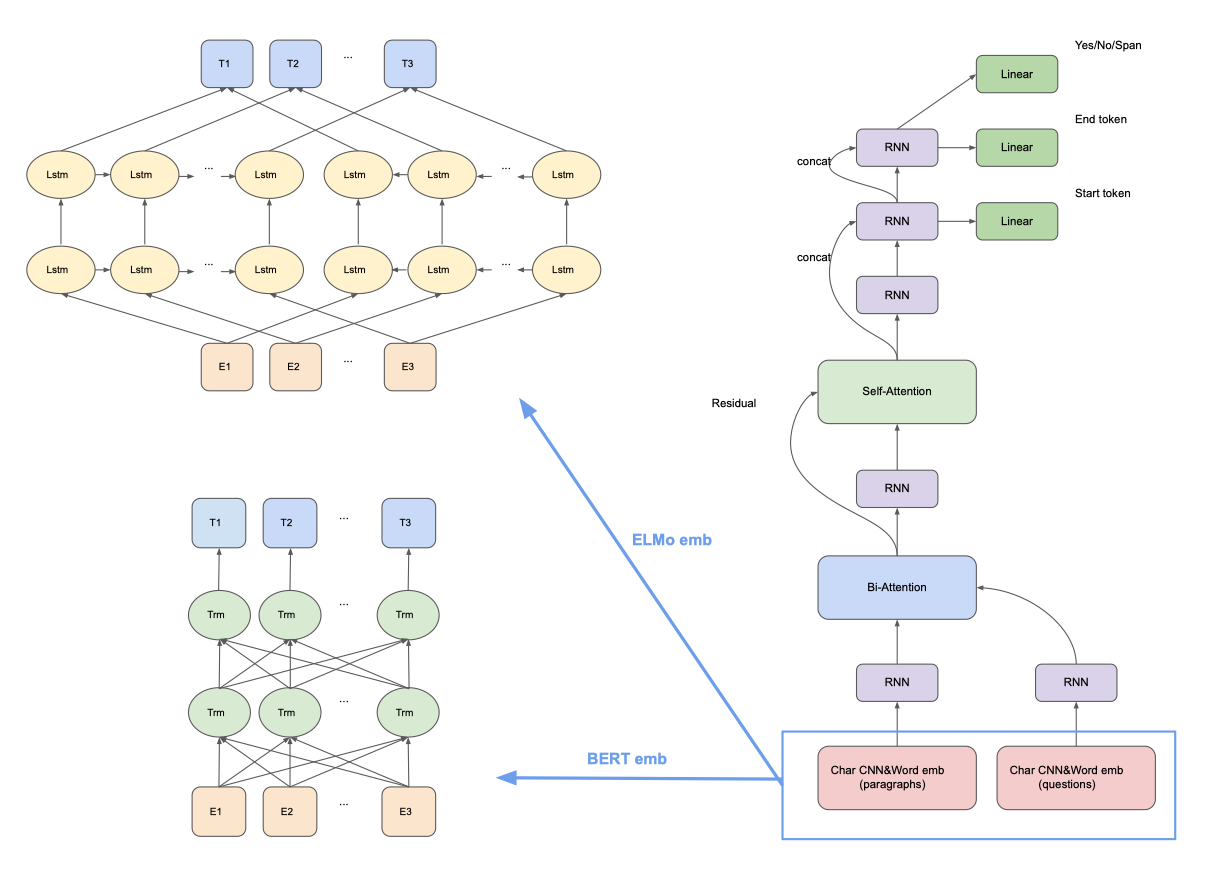 T1
T2
...
T3
Lstm
Lstm
...
Lstm
Lstm
Lstm
...
Lstm
Lstm
Lstm
...
Lstm
Lstm
Lstm
...
Lstm
E1
E2
...
E3
T1
T2
...
T3
Trm
Trm
...
Trm
Trm
Trm
...
Trm
E1
E2
...
E3
ELMo emb
BERT emb
Yes/No/Span
Linear
End token
RNN
Linear
concat
Start token
RNN
Linear
concat
RNN
Self-Attention
Residual
RNN
Bi-Attention
RNN
RNN
Char CNN&Word emb
(paragraphs)
Char CNN&Word emb
(questions)